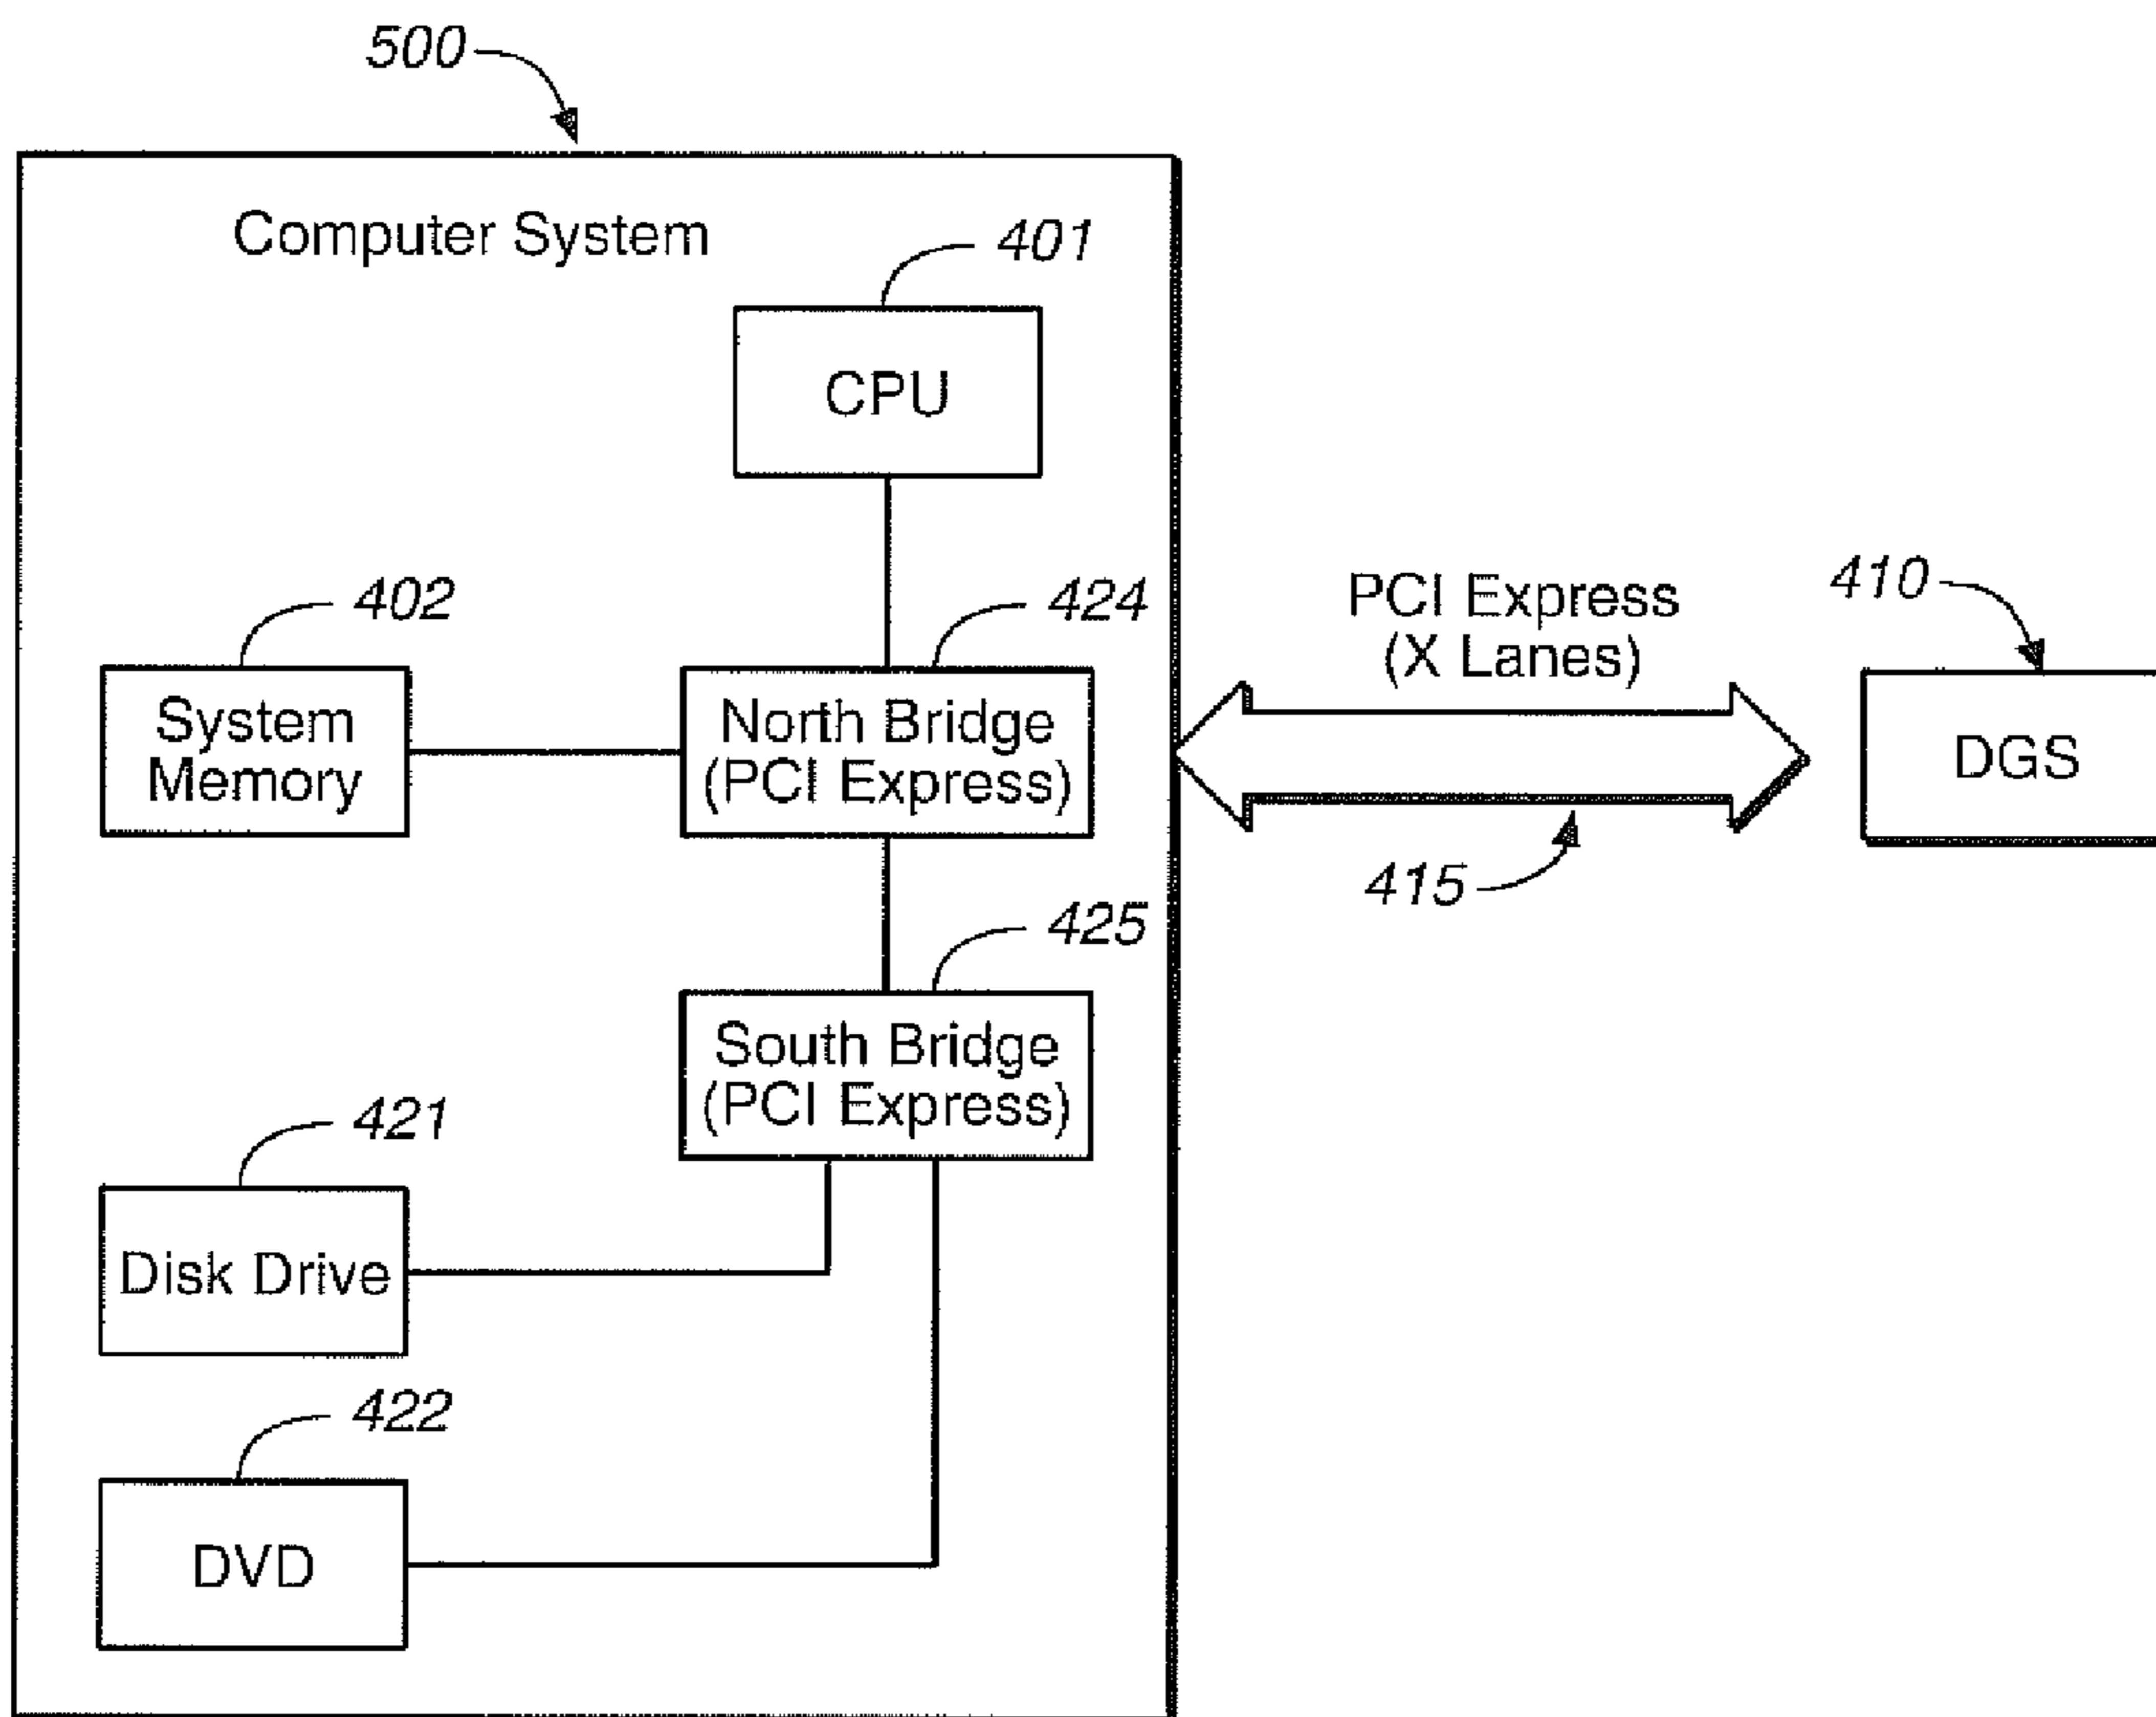 500
Computer System
401
CPU
402
424
System
Memory
North Bridge
(PCI Express)
PCI Express
(X Lanes)
410
DGS
415
425
South Bridge
(PCI Express)
421
Disk Drive
422
DVD